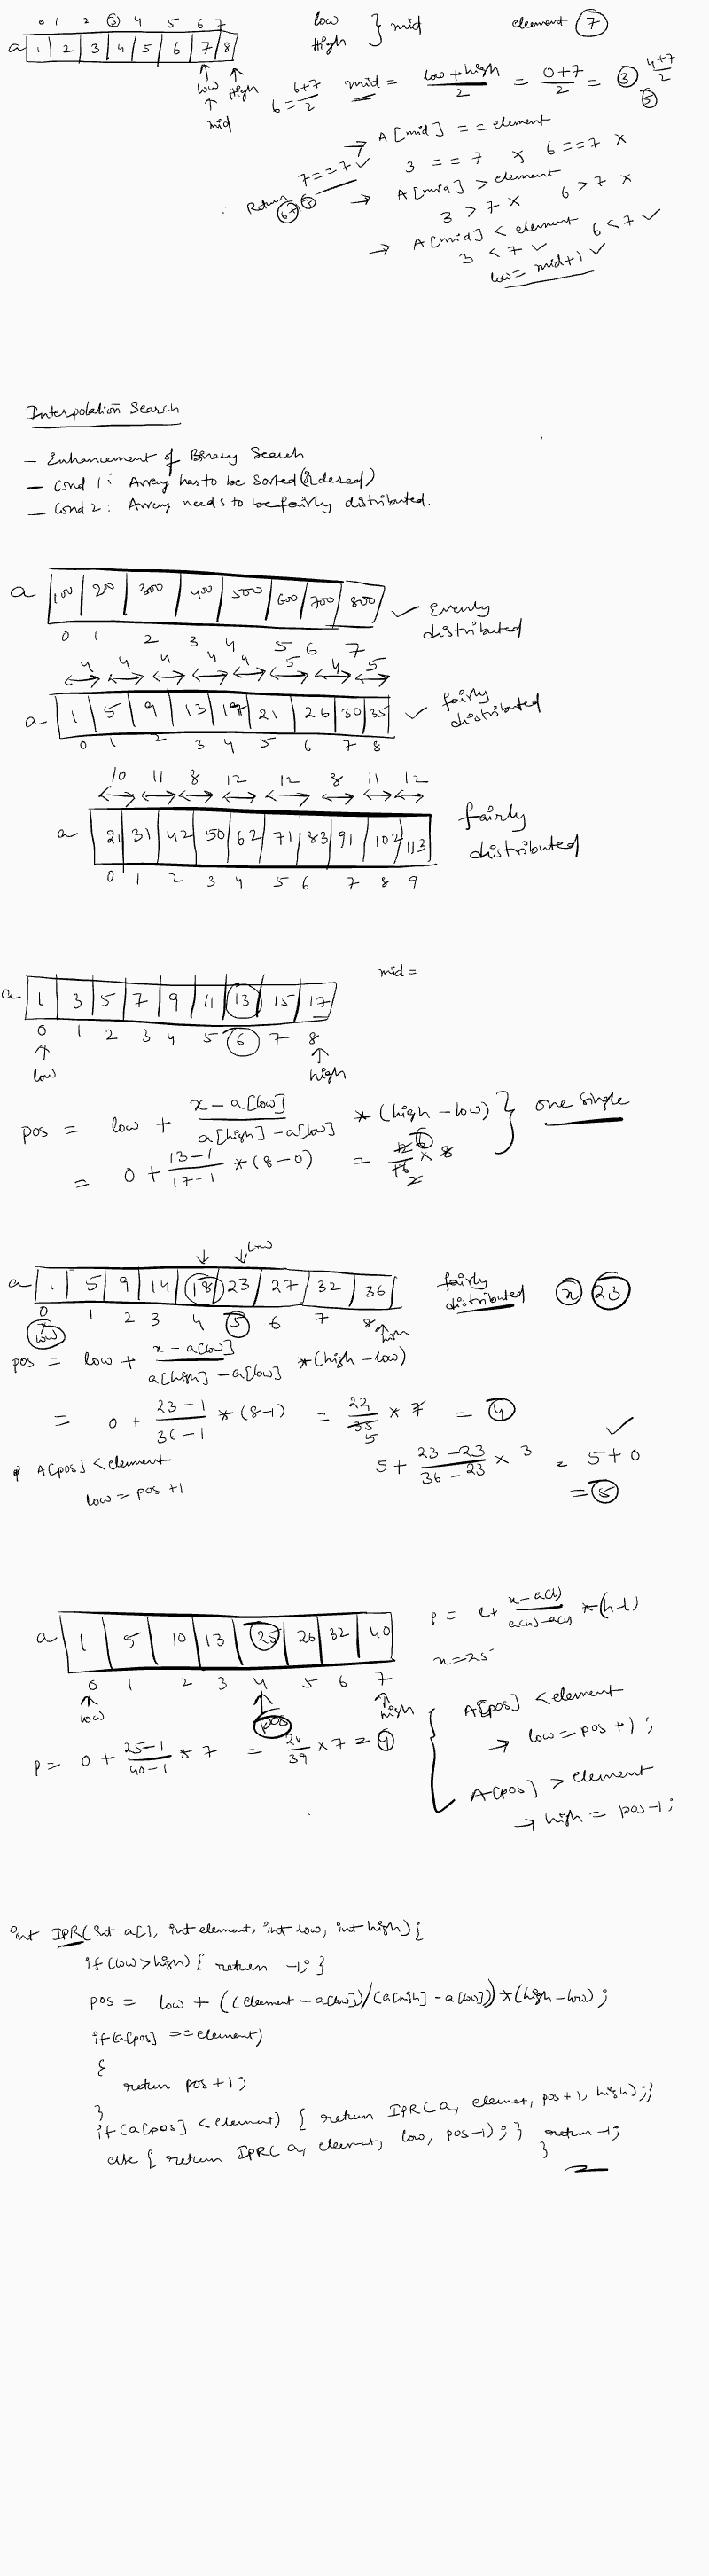 0 1 2 3 4 5 6 7
a 1 2 3 4 5 6 7 8
low
High } mid
element 7
low High
mid
6 = 6+7/2
mid = low + high / 2 = 0+7/2 = 3
4+7/2
5
→ A[mid] == element
7==7 ✓ 3 == 7 x 6==7 x
∴ Return 6+1 7
→ A[mid] > element
3 > 7 x 6 > 7 x
→ A[mid] < element
3 < 7 ✓ 6 < 7 ✓
low = mid+1 ✓
Interpolation Search
- Enhancement of Binary Search
- Cond 1: Array has to be Sorted (Ordered)
- Cond 2: Array needs to be fairly distributed.
a 100 200 300 400 500 600 700 800
✓ Evenly distributed
0 1 2 3 4 5 6 7
4 4 4 4 4 5 4 5
a 1 5 9 13 17 21 26 30 35
✓ fairly distributed
0 1 2 3 4 5 6 7 8
10 11 8 12 12 8 11 12
a 21 31 42 50 62 71 83 91 102 113
fairly distributed
0 1 2 3 4 5 6 7 8 9
mid =
a 1 3 5 7 9 11 13 15 17
0 1 2 3 4 5 6 7 8
low high
pos = low + x - a[low] / a[high] - a[low] * (high - low) } one single
= 0 + 13-1 / 17-1 * (8-0) = 12/16 x 8
6
2
low
a 1 5 9 14 18 23 27 32 36
fairly distributed
x 23
0 1 2 3 4 5 6 7 8
low
pos = low + x - a[low] / a[high] - a[low] * (high - low)
= 0 + 23-1 / 36-1 * (8-1) = 22/35 * 7 = 4
5
A[pos] < element
low = pos +1
5 + 23-23 / 36-23 x 3 = 5+0 ✓
= 5
a 1 5 10 13 25 26 32 40
p = l + x-a(l) / a(h)-a(l) * (h-l)
x=25
0 1 2 3 4 5 6 7
low pos high
p = 0 + 25-1 / 40-1 * 7 = 24/39 x 7 = 4
A[pos] < element
→ low = pos +1;
A[pos] > element
→ high = pos-1;
int IPR(int a[], int element, int low, int high) {
if (low > high) { return -1; }
pos = low + ((element - a[low])/(a[high] - a[low])) * (high - low);
if (a[pos] == element)
{
return pos+1;
}
if (a[pos] < element) { return IPR(a, element, pos+1, high); }
else { return IPR(a, element, low, pos-1); } return -1;
}